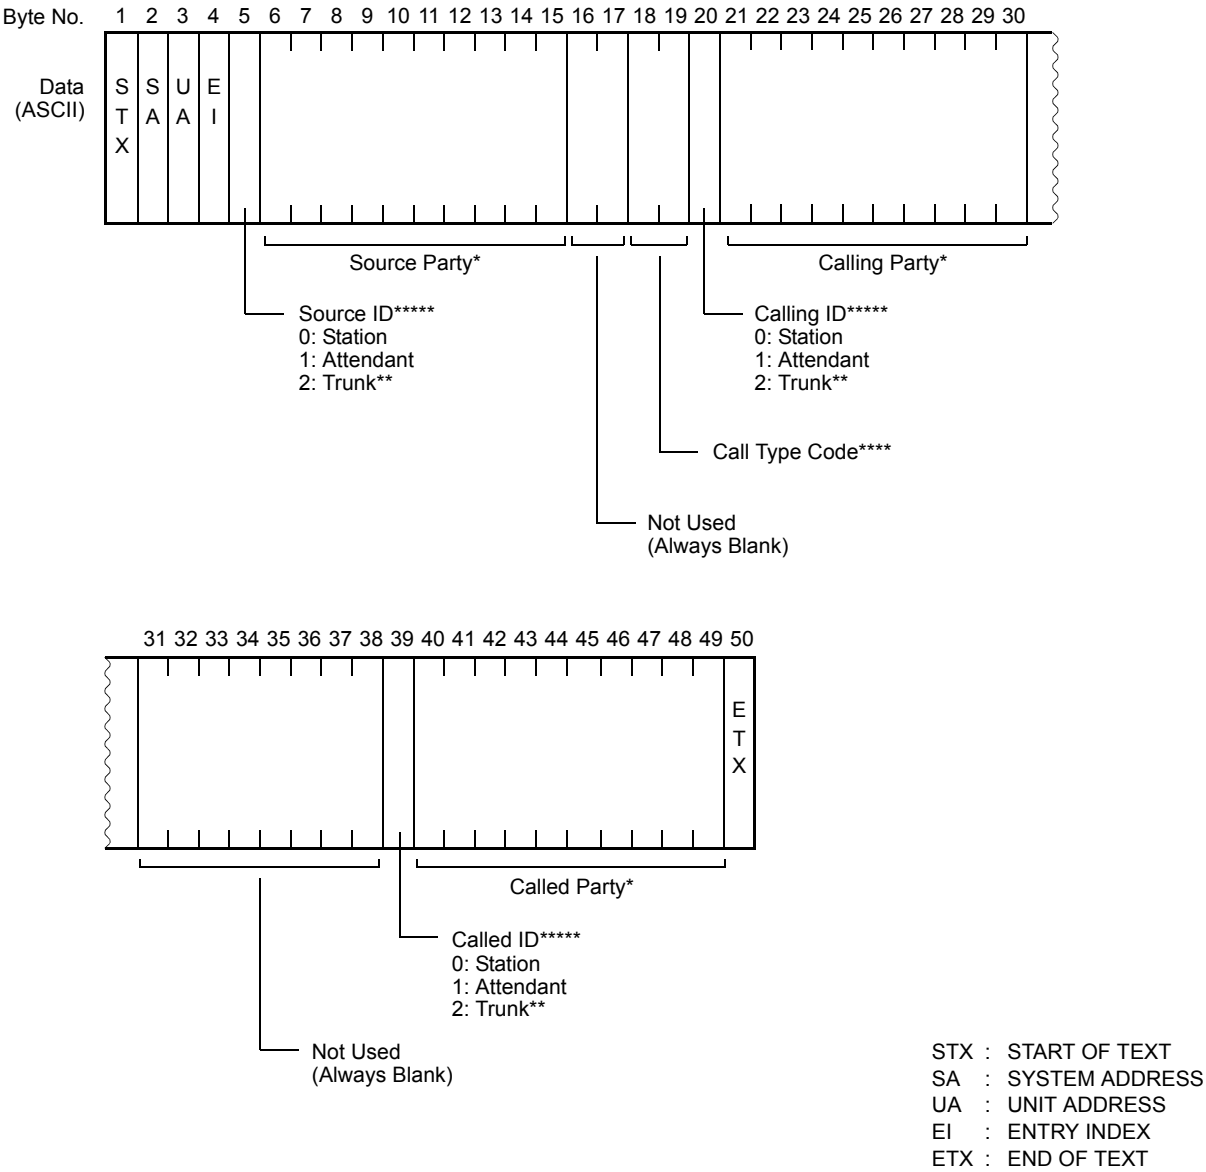 Byte No. 1 2 3 4 5 6 7 8 9 10 11 12 13 14 15 16 17 18 19 20 21 22 23 24 25 26 27 28 29 30
Data
(ASCII)
STX
SA
UA
EI
Source Party*
Calling Party*
Source ID*****
0: Station
1: Attendant
2: Trunk**
Calling ID*****
0: Station
1: Attendant
2: Trunk**
Call Type Code****
Not Used
(Always Blank)
31 32 33 34 35 36 37 38 39 40 41 42 43 44 45 46 47 48 49 50
ETX
Called Party*
Called ID*****
0: Station
1: Attendant
2: Trunk**
Not Used
(Always Blank)
STX : START OF TEXT
SA : SYSTEM ADDRESS
UA : UNIT ADDRESS
EI : ENTRY INDEX
ETX : END OF TEXT